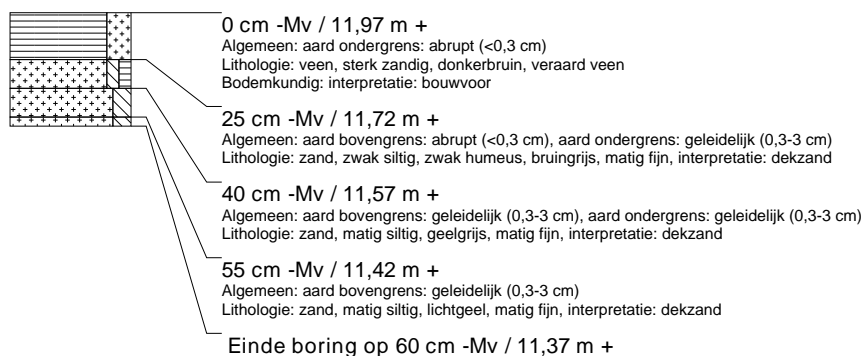 0 cm -Mv / 11,97 m +
Algemeen: aard ondergrens: abrupt (<0,3 cm)
Lithologie: veen, sterk zandig, donkerbruin, veraard veen
Bodemkundig: interpretatie: bouwvoor
25 cm -Mv / 11,72 m +
Algemeen: aard bovengrens: abrupt (<0,3 cm), aard ondergrens: geleidelijk (0,3-3 cm)
Lithologie: zand, zwak siltig, zwak humeus, bruingrijs, matig fijn, interpretatie: dekzand
40 cm -Mv / 11,57 m +
Algemeen: aard bovengrens: geleidelijk (0,3-3 cm), aard ondergrens: geleidelijk (0,3-3 cm)
Lithologie: zand, matig siltig, geelgrijs, matig fijn, interpretatie: dekzand
55 cm -Mv / 11,42 m +
Algemeen: aard bovengrens: geleidelijk (0,3-3 cm)
Lithologie: zand, matig siltig, lichtgeel, matig fijn, interpretatie: dekzand
Einde boring op 60 cm -Mv / 11,37 m +